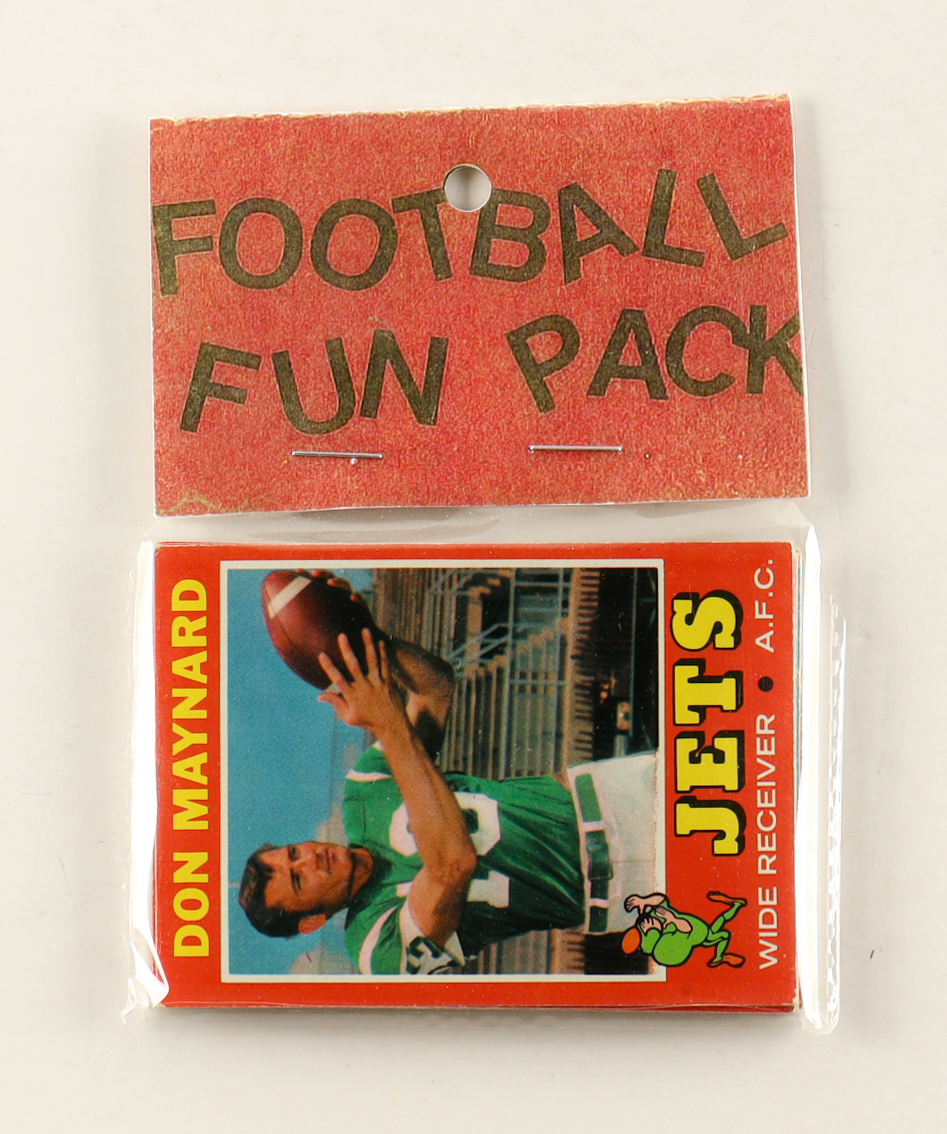 FOOTBALL
FUN PACK
DON MAYNARD
JETS
WIDE RECEIVER • A.F.C.